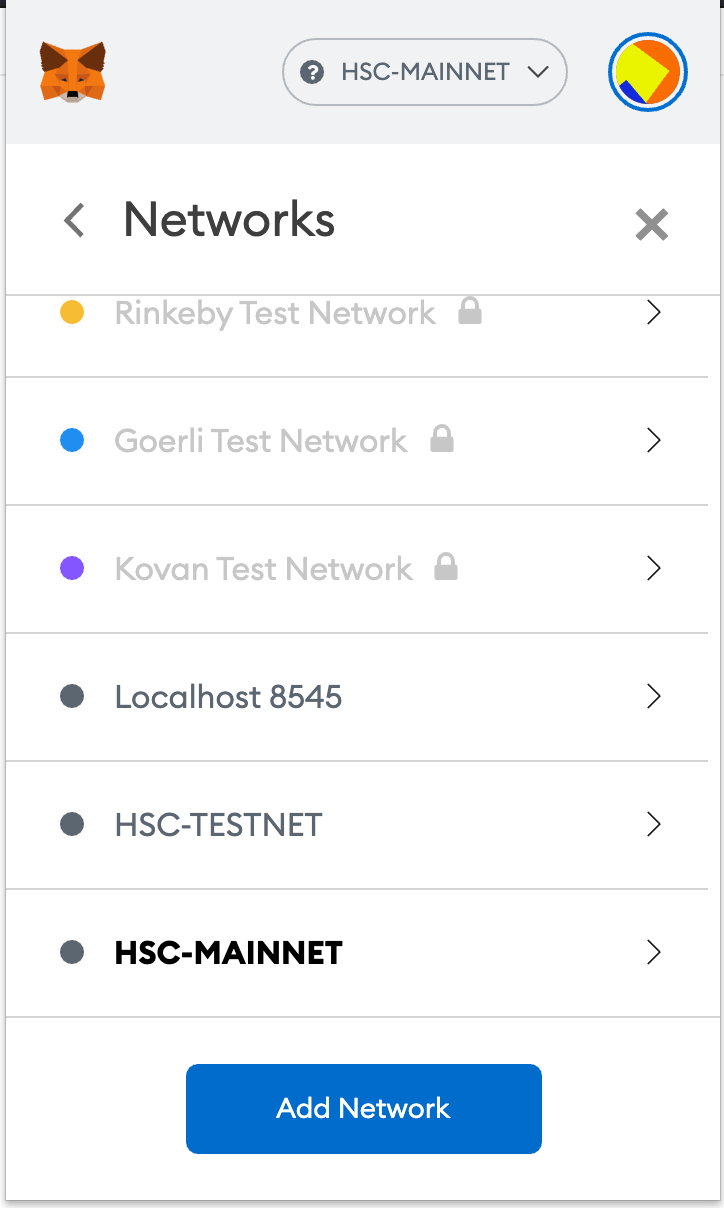 HSC-MAINNET
Networks
Rinkeby Test Network
Goerli Test Network
Kovan Test Network
Localhost 8545
HSC-TESTNET
HSC-MAINNET
Add Network